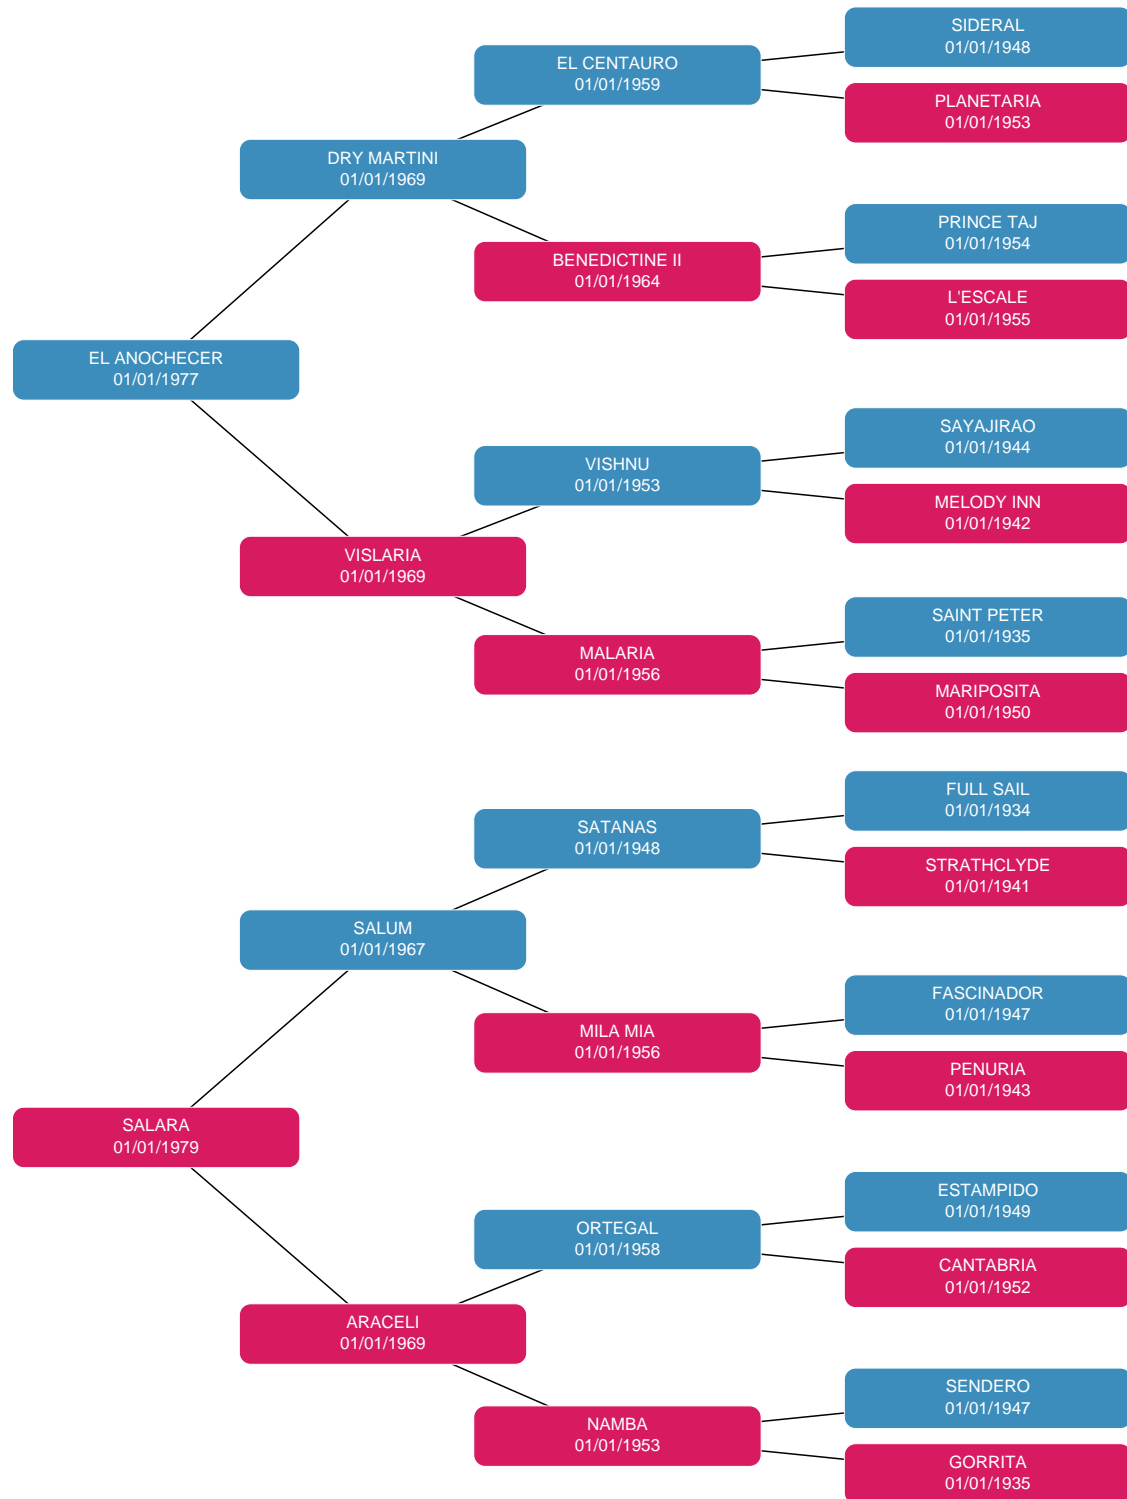 SIDERAL
01/01/1948
EL CENTAURO
01/01/1959
PLANETARIA
01/01/1953
DRY MARTINI
01/01/1969
PRINCE TAJ
01/01/1954
BENEDICTINE II
01/01/1964
L'ESCALE
01/01/1955
EL ANOCHECER
01/01/1977
SAYAJIRAO
01/01/1944
VISHNU
01/01/1953
MELODY INN
01/01/1942
VISLARIA
01/01/1969
SAINT PETER
01/01/1935
MALARIA
01/01/1956
MARIPOSITA
01/01/1950
FULL SAIL
01/01/1934
SATANAS
01/01/1948
STRATHCLYDE
01/01/1941
SALUM
01/01/1967
FASCINADOR
01/01/1947
MILA MIA
01/01/1956
PENURIA
01/01/1943
SALARA
01/01/1979
ESTAMPIDO
01/01/1949
ORTEGAL
01/01/1958
CANTABRIA
01/01/1952
ARACELI
01/01/1969
SENDERO
01/01/1947
NAMBA
01/01/1953
GORRITA
01/01/1935